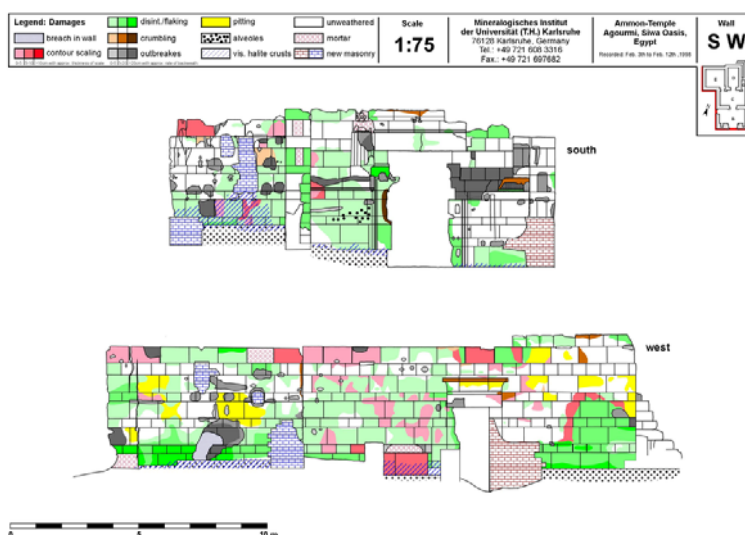 Legend: Damages
breach in wall
contour scaling
disint./flaking
crumbling
outbreakes
pitting
alveoles
vis. halite crusts
unweathered
mortar
new masonry
Scale
1:75
Mineralogisches Institut
der Universität (T.H.) Karlsruhe
76128 Karlsruhe, Germany
Tel.: +49 721 608 3316
Fax.: +49 721 697682
Ammon-Temple
Agourmi, Siwa Oasis,
Egypt
Wall
S W
south
west
0 5 10 m